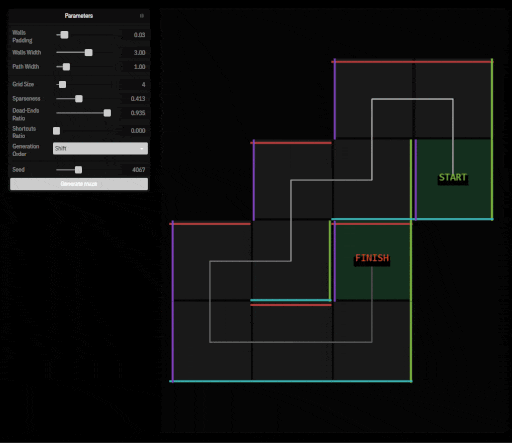 Parameters
Walls
Padding
0.03
Walls Width
3.00
Path Width
1.00
Grid Size
4
Sparseness
0.413
Dead-Ends
Ratio
0.935
Shortcuts
Ratio
0.000
Generation
Order
Shift
Seed
4067
Generate maze
START
FINISH